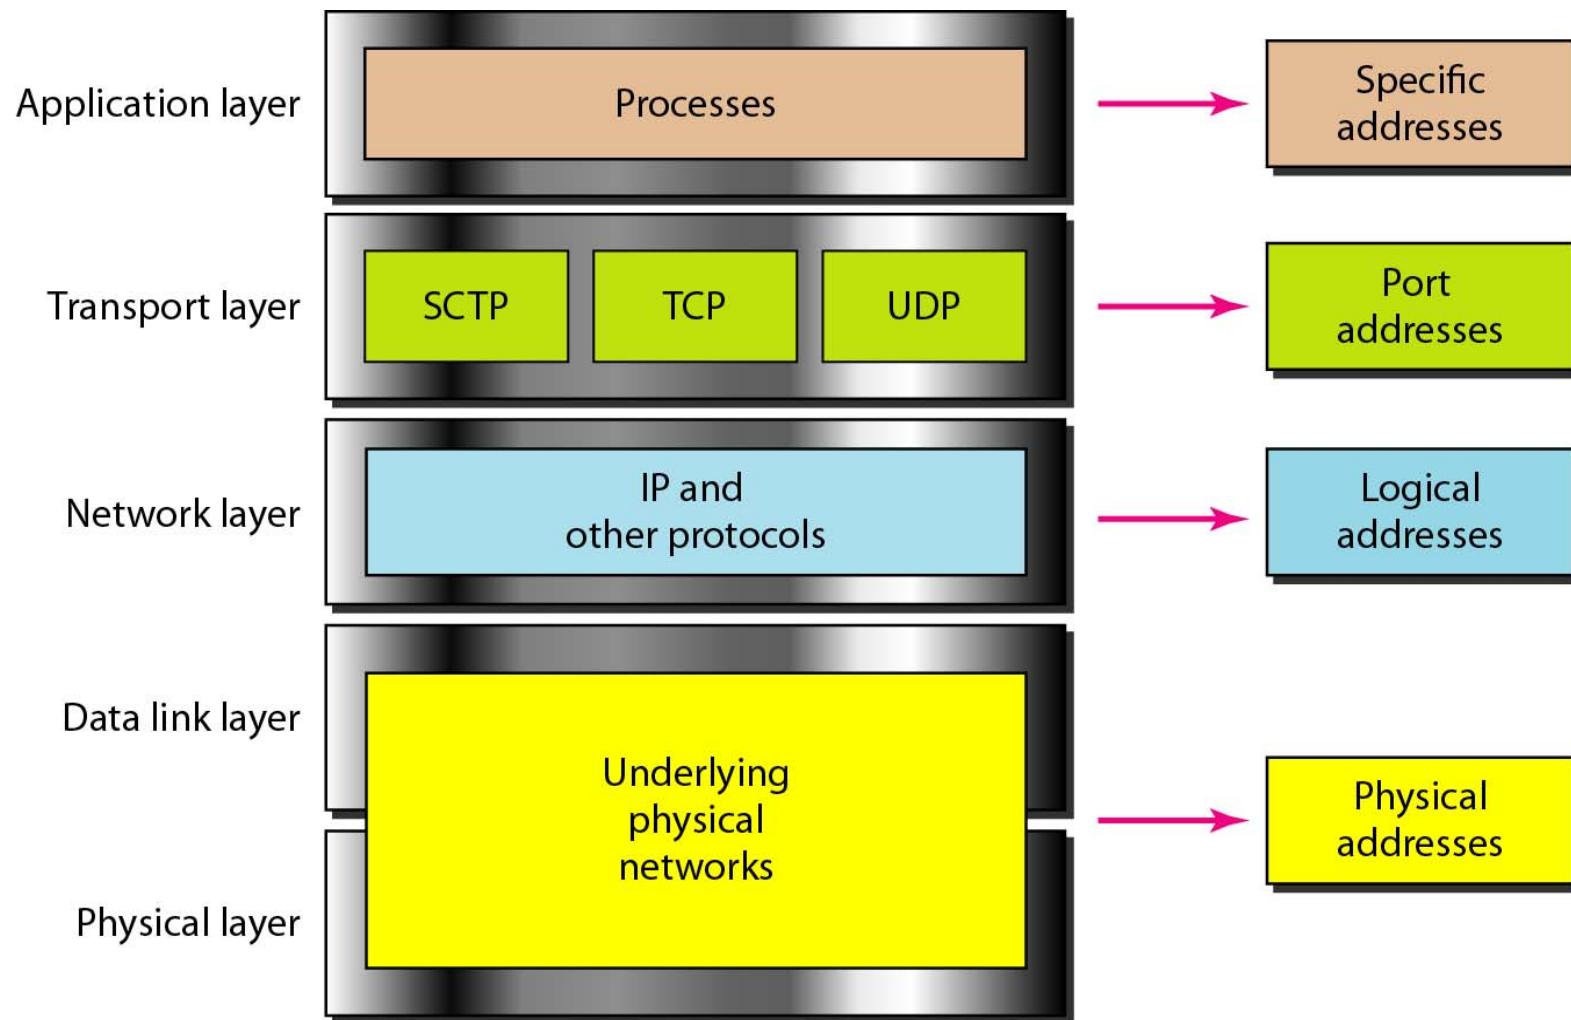 Application layer
Processes
Specific
addresses
Transport layer
SCTP
TCP
UDP
Port
addresses
Network layer
IP and
other protocols
Logical
addresses
Data link layer
Underlying
physical
networks
Physical
addresses
Physical layer